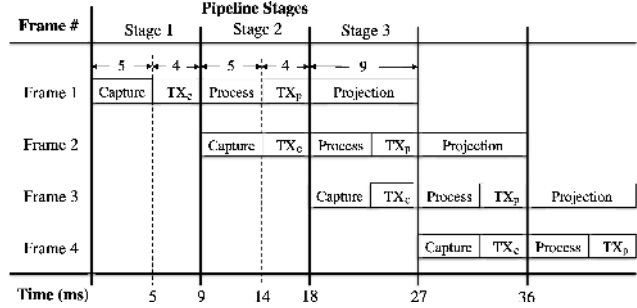 Pipeline Stages
Frame # Stage 1 Stage 2 Stage 3
5 4 5 4 9
Frame 1 Capture TXc Process TXp Projection
Frame 2 Capture TXc Process TXp Projection
Frame 3 Capture TXc Process TXp Projection
Frame 4 Capture TXc Process TXp
Time (ms) 5 9 14 18 27 36